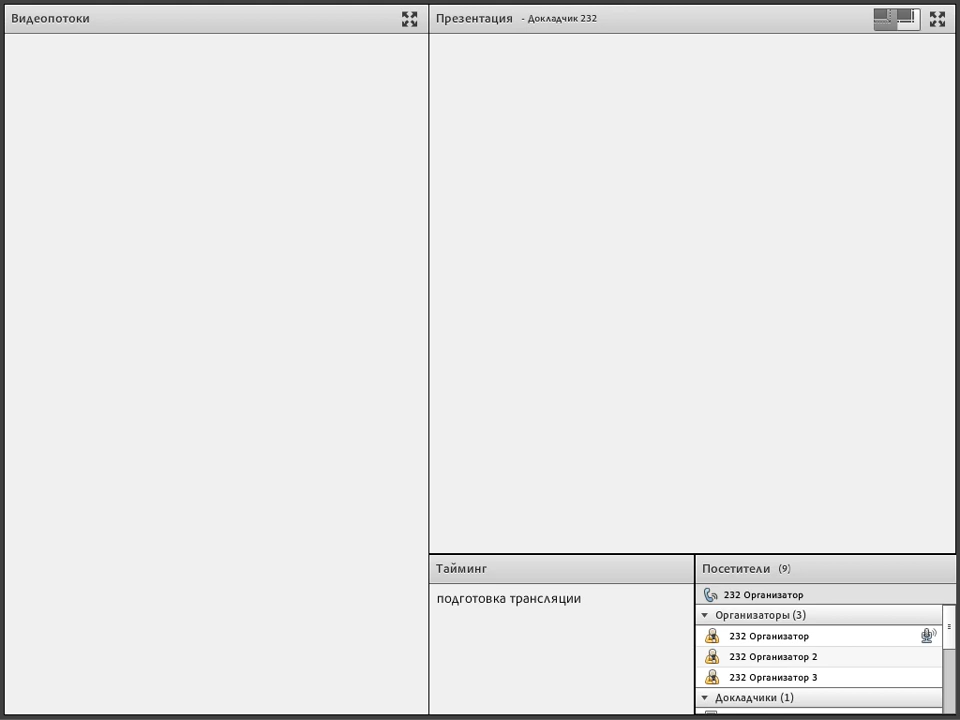 Видеопотоки
Презентация - Докладчик 232
Тайминг
подготовка трансляции
Посетители (9)
232 Организатор
Организаторы (3)
232 Организатор
232 Организатор 2
232 Организатор 3
Докладчики (1)